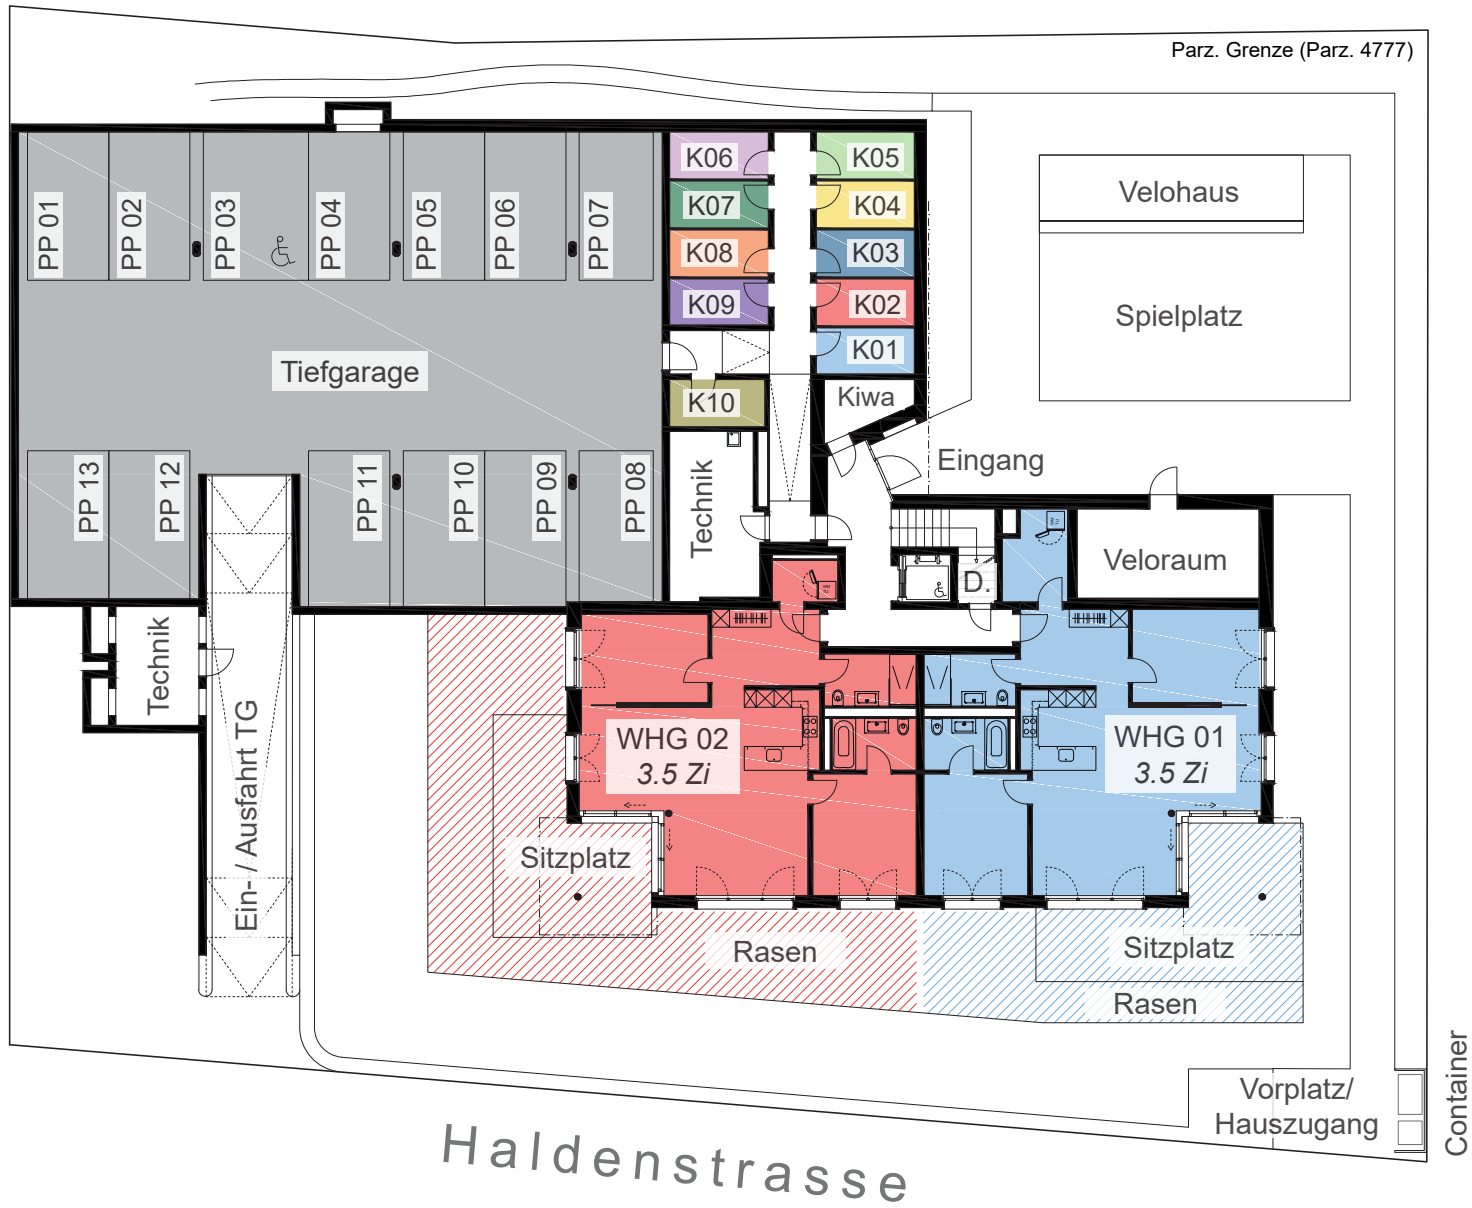 Parz. Grenze (Parz. 4777)
K06
K05
Velohaus
PP 01
PP 02
PP 03
PP 04
PP 05
PP 06
PP 07
K07
K04
K08
K03
K09
K02
Spielplatz
K01
Tiefgarage
K10
Kiwa
Eingang
PP 13
PP 12
PP 11
PP 10
PP 09
PP 08
Technik
Veloraum
D.
Technik
WHG 02
3.5 Zi
WHG 01
3.5 Zi
Ein- / Ausfahrt TG
Sitzplatz
Rasen
Sitzplatz
Rasen
Vorplatz/
Hauszugang
Container
Haldenstrasse